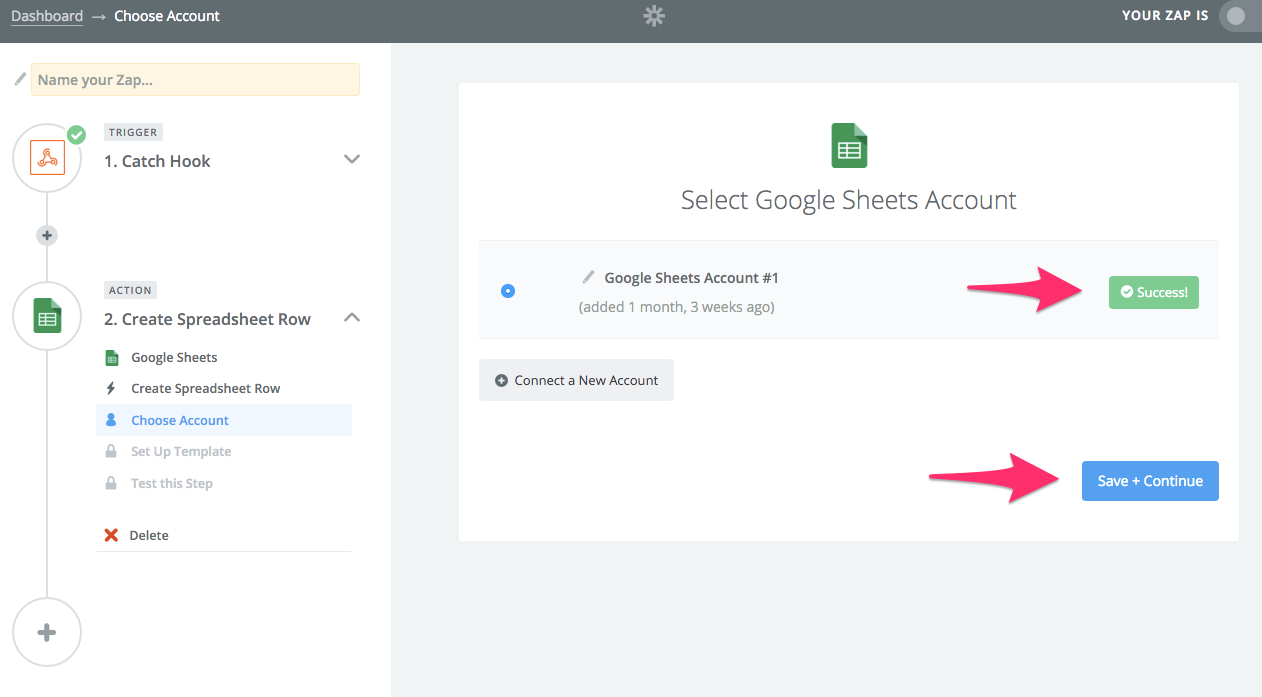 Dashboard → Choose Account
YOUR ZAP IS
Name your Zap...
TRIGGER
1. Catch Hook
ACTION
2. Create Spreadsheet Row
Google Sheets
Create Spreadsheet Row
Choose Account
Set Up Template
Test this Step
Delete
Select Google Sheets Account
Google Sheets Account #1
(added 1 month, 3 weeks ago)
Success!
Connect a New Account
Save + Continue